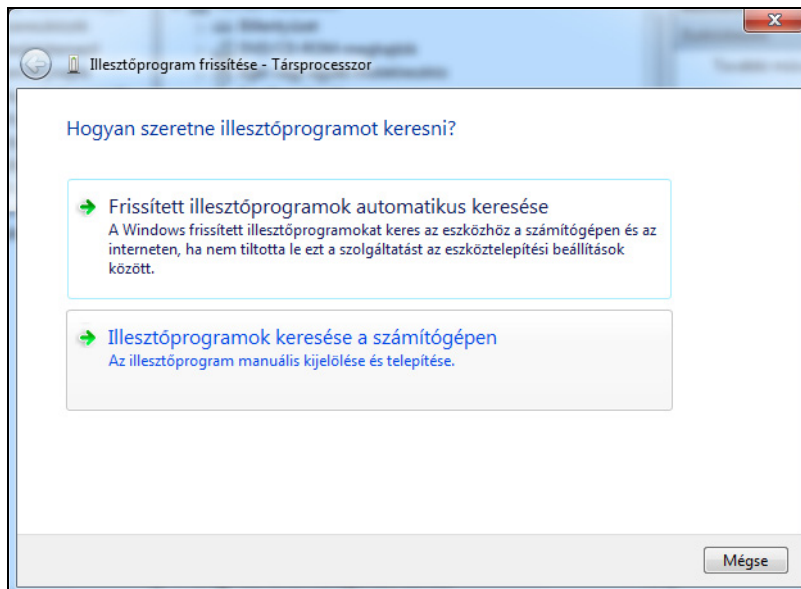 Illesztőprogram frissítése - Társprocesszor
Hogyan szeretne illesztőprogramot keresni?
Frissített illesztőprogramok automatikus keresése
A Windows frissített illesztőprogramokat keres az eszközhöz a számítógépen és az
interneten, ha nem tiltotta le ezt a szolgáltatást az eszköztelepítési beállítások
között.
Illesztőprogramok keresése a számítógépen
Az illesztőprogram manuális kijelölése és telepítése.
Mégse